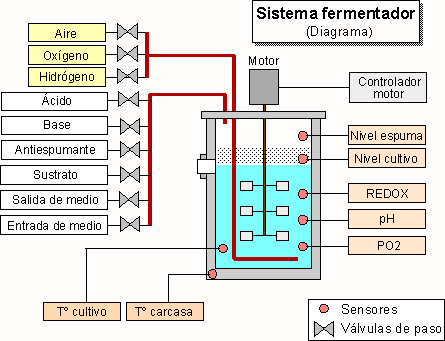 Sistema fermentador
(Diagrama)
Aire
Oxígeno
Hidrógeno
Ácido
Base
Antiespumante
Sustrato
Salida de medio
Entrada de medio
Motor
Controlador
motor
Nivel espuma
Nivel cultivo
REDOX
pH
PO2
T° cultivo
T° carcasa
Sensores
Válvulas de paso